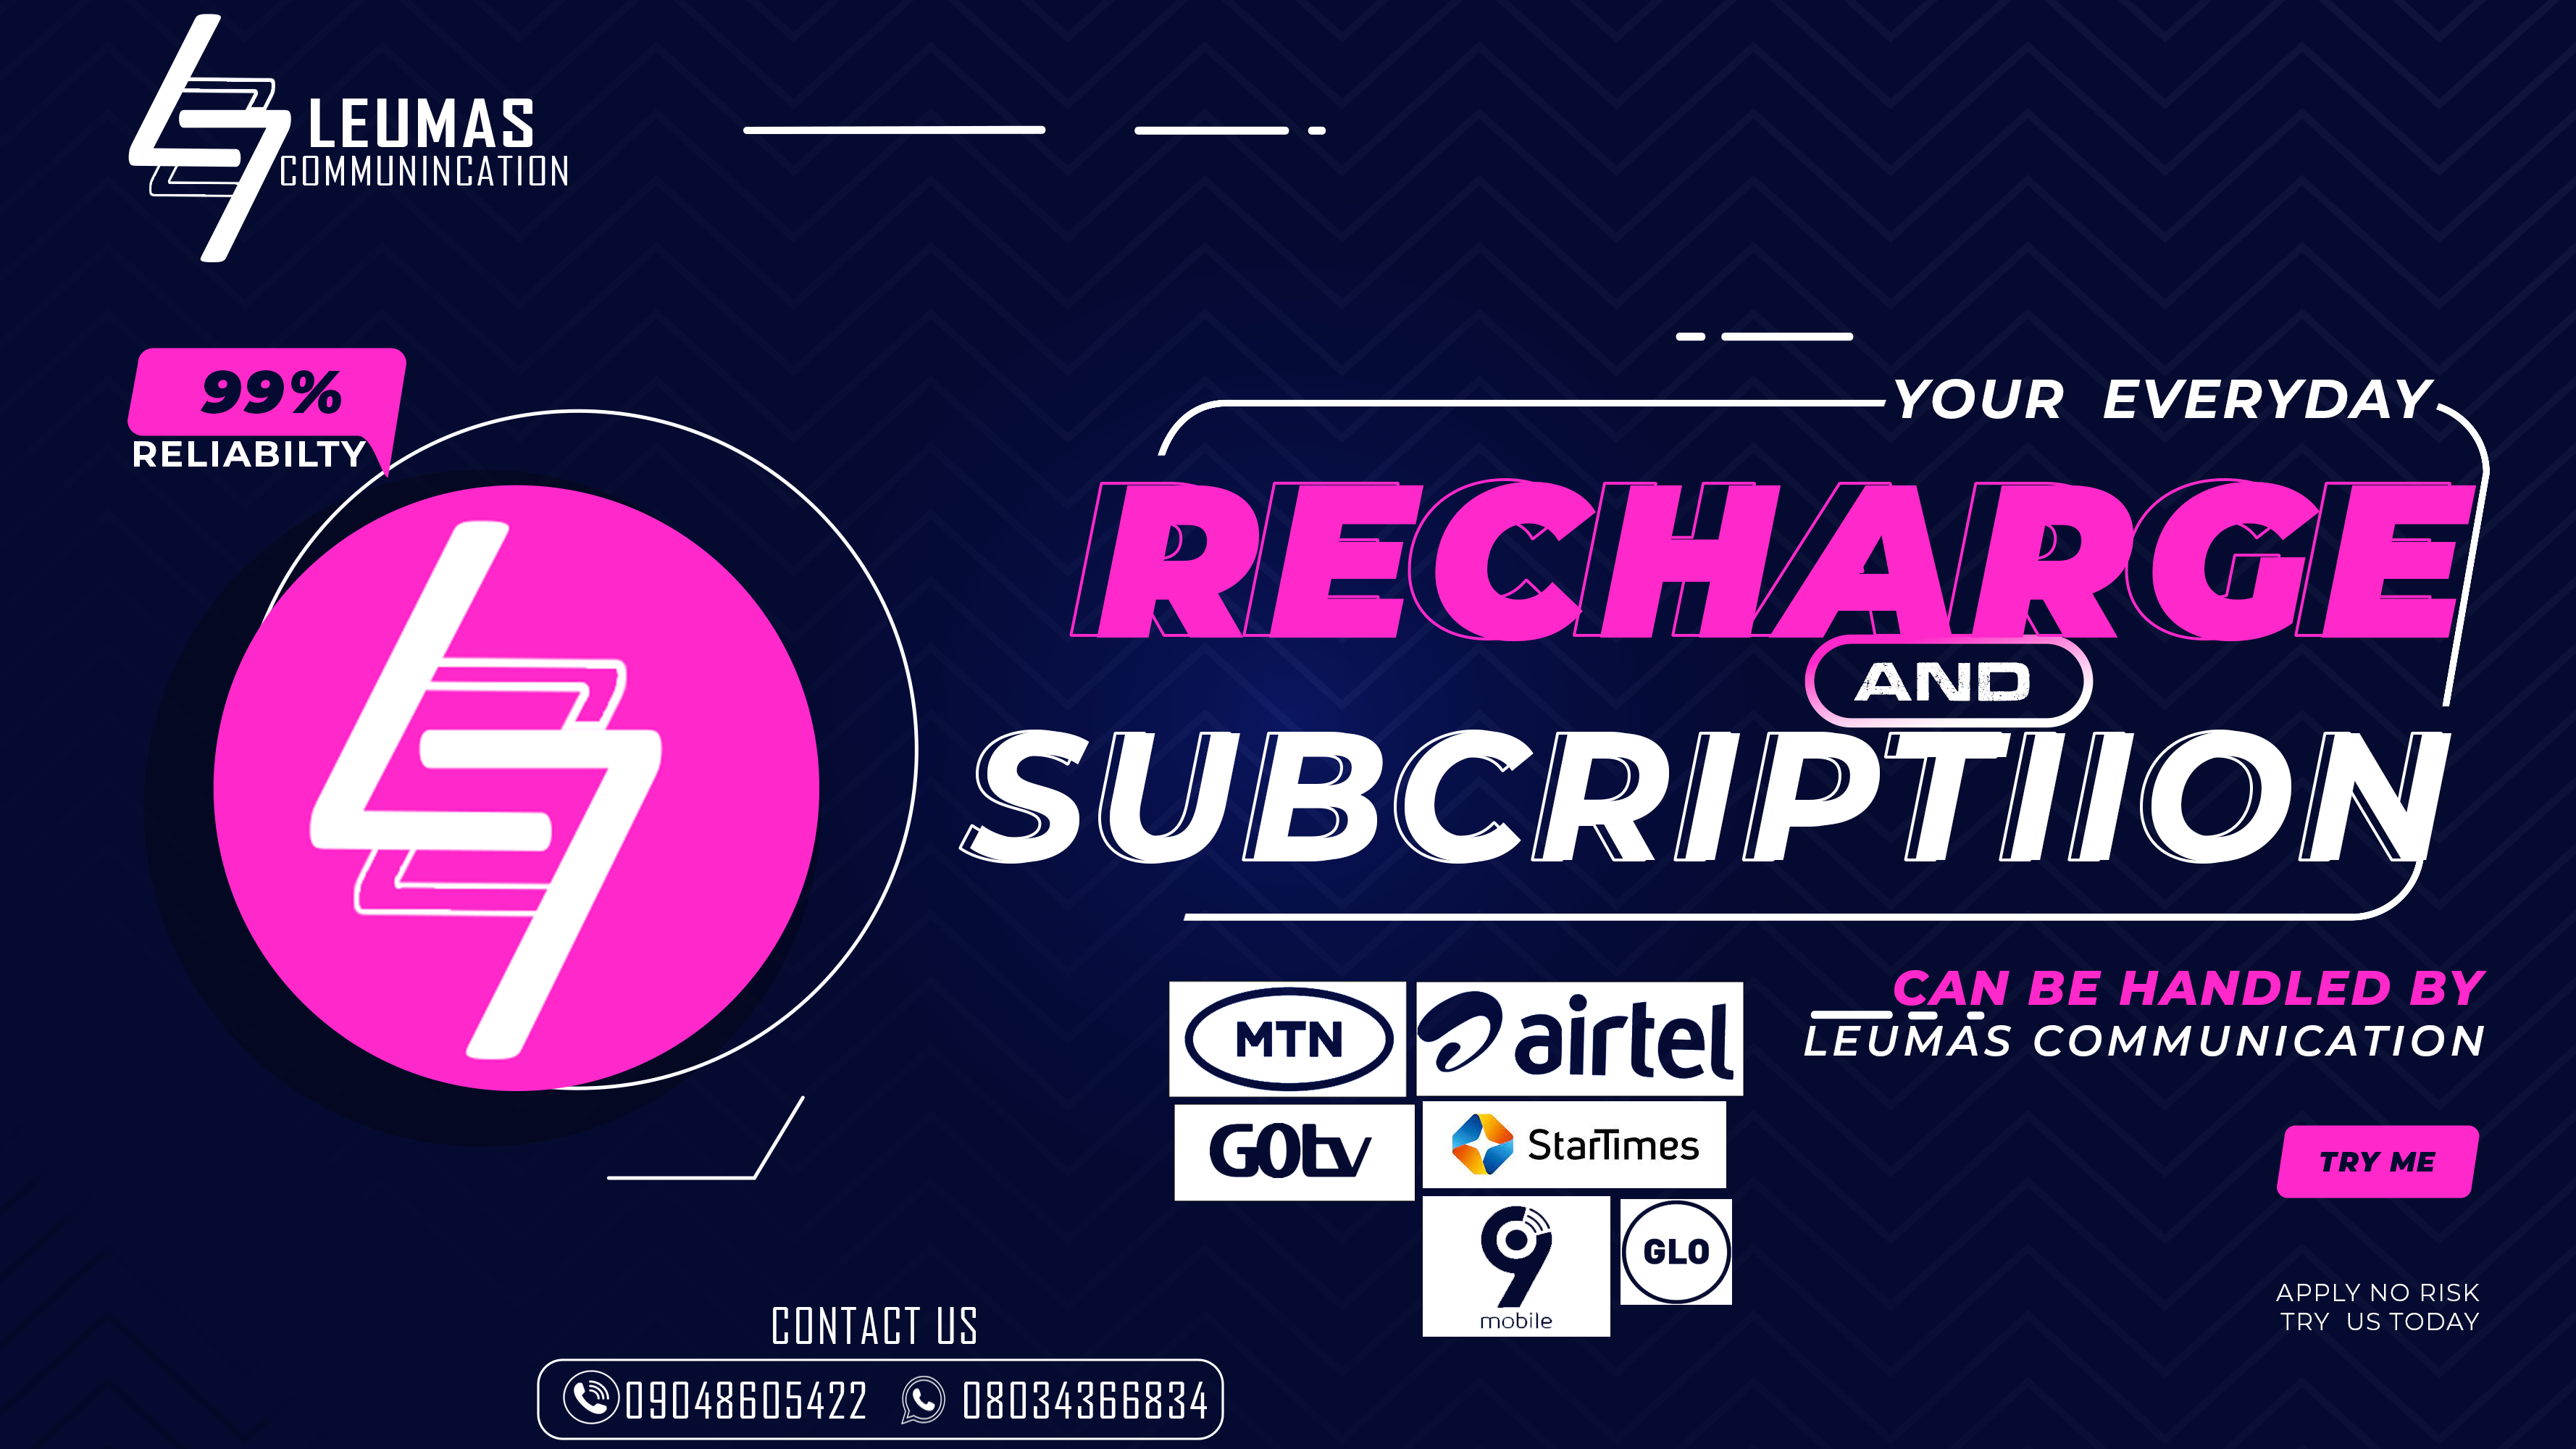 LEUMAS
COMMUNINCATION
99%
RELIABILTY
YOUR EVERYDAY
RECHARGE
AND
SUBCRIPTIION
CAN BE HANDLED BY
LEUMAS COMMUNICATION
MTN
airtel
GOtv
StarTimes
9
mobile
GLO
TRY ME
APPLY NO RISK
TRY US TODAY
CONTACT US
09048605422 08034366834